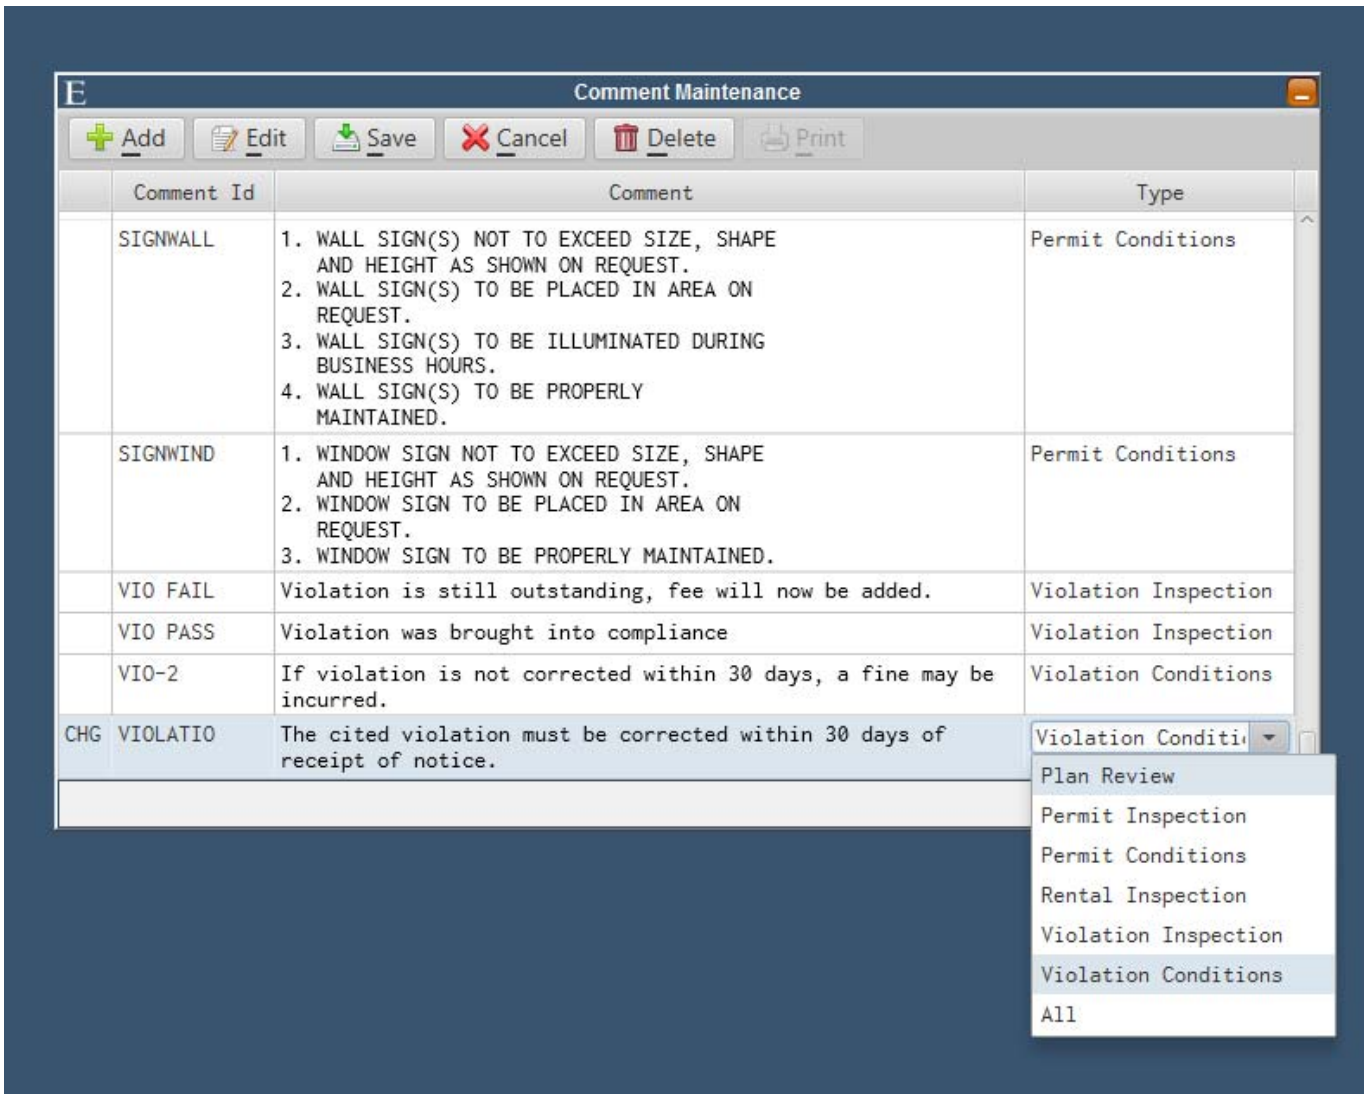 E Comment Maintenance
Add Edit Save Cancel Delete Print
Comment Id Comment Type
SIGNWALL 1. WALL SIGN(S) NOT TO EXCEED SIZE, SHAPE Permit Conditions
AND HEIGHT AS SHOWN ON REQUEST.
2. WALL SIGN(S) TO BE PLACED IN AREA ON
REQUEST.
3. WALL SIGN(S) TO BE ILLUMINATED DURING
BUSINESS HOURS.
4. WALL SIGN(S) TO BE PROPERLY
MAINTAINED.
SIGNWIND 1. WINDOW SIGN NOT TO EXCEED SIZE, SHAPE Permit Conditions
AND HEIGHT AS SHOWN ON REQUEST.
2. WINDOW SIGN TO BE PLACED IN AREA ON
REQUEST.
3. WINDOW SIGN TO BE PROPERLY MAINTAINED.
VIO FAIL Violation is still outstanding, fee will now be added. Violation Inspection
VIO PASS Violation was brought into compliance Violation Inspection
VIO-2 If violation is not corrected within 30 days, a fine may be Violation Conditions
incurred.
CHG VIOLATIO The cited violation must be corrected within 30 days of Violation Conditi
receipt of notice.
Plan Review
Permit Inspection
Permit Conditions
Rental Inspection
Violation Inspection
Violation Conditions
All